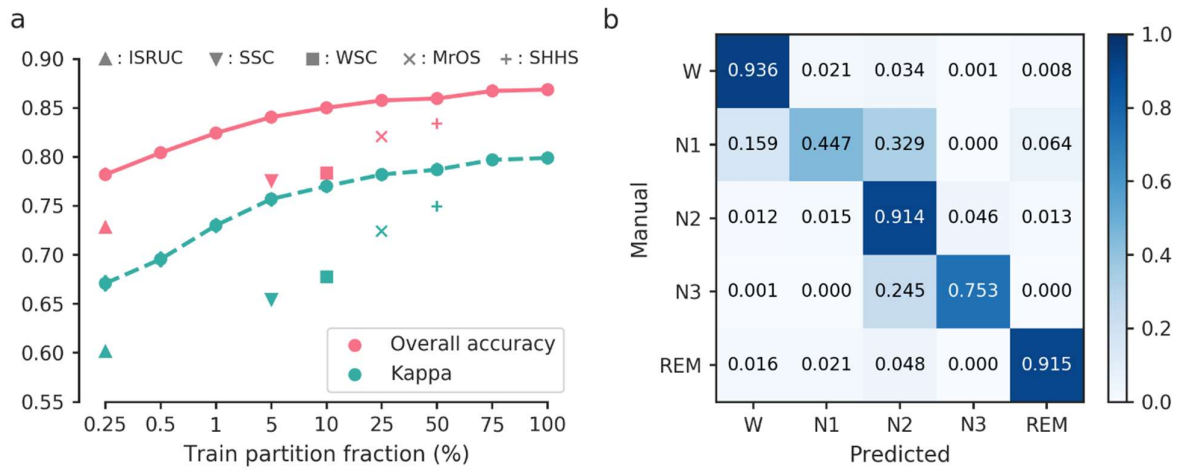 a
▲ : ISRUC ▼ : SSC ■ : WSC × : MrOS + : SHHS
0.90
0.85
0.80
0.75
0.70
0.65
0.60
0.55
Overall accuracy
Kappa
0.25 0.5 1 5 10 25 50 75 100
Train partition fraction (%)
b
Manual
W 0.936 0.021 0.034 0.001 0.008
N1 0.159 0.447 0.329 0.000 0.064
N2 0.012 0.015 0.914 0.046 0.013
N3 0.001 0.000 0.245 0.753 0.000
REM 0.016 0.021 0.048 0.000 0.915
W N1 N2 N3 REM
Predicted
1.0
0.8
0.6
0.4
0.2
0.0